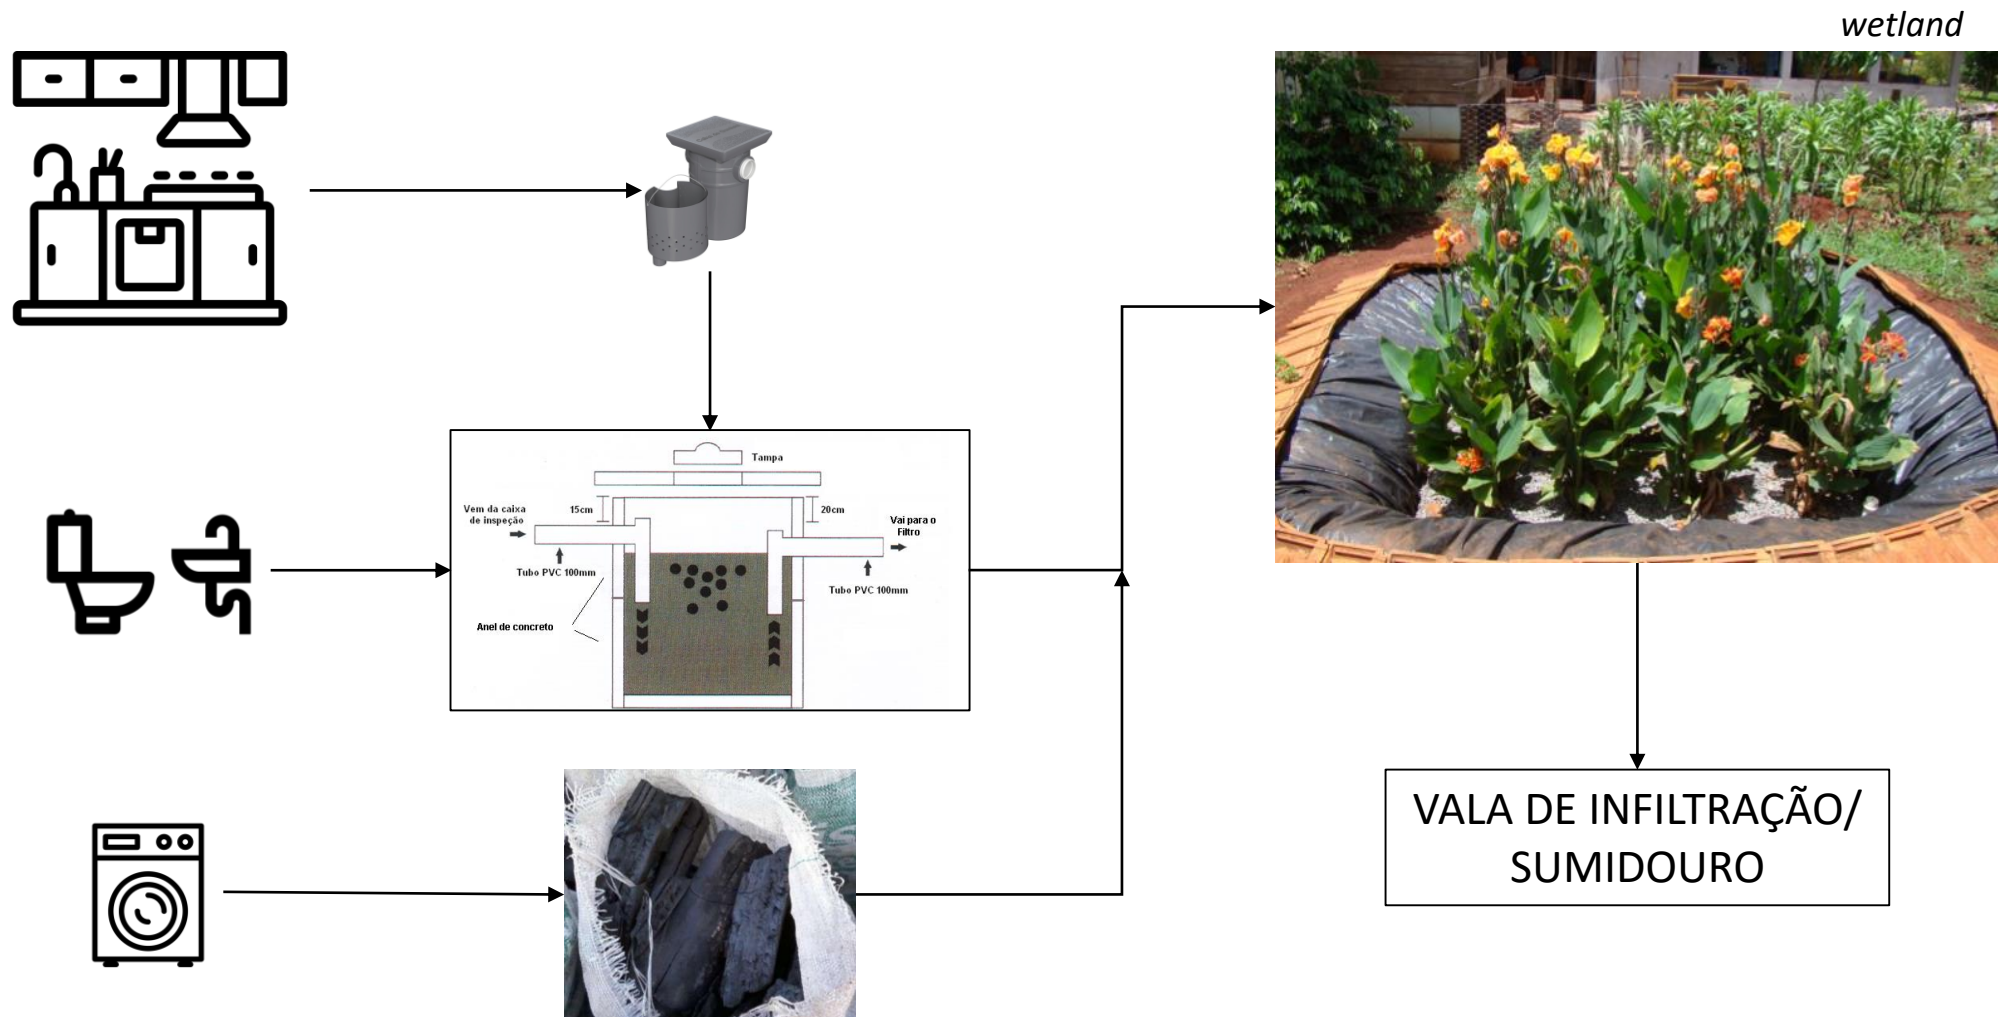 wetland
Tampa
Vem da caixa
de inspeção
15cm
20cm
Vai para o
Filtro
Tubo PVC 100mm
Tubo PVC 100mm
Anel de concreto
VALA DE INFILTRAÇÃO/
SUMIDOURO